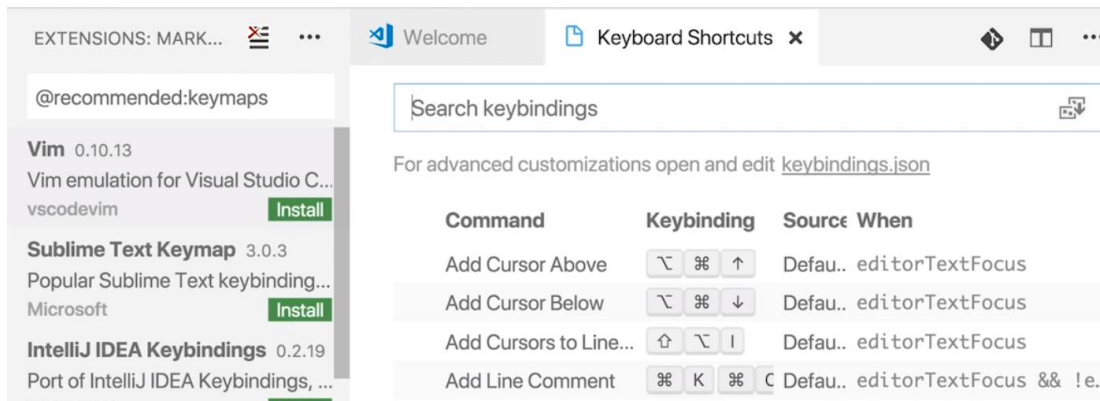 EXTENSIONS: MARK...
@recommended:keymaps
Vim 0.10.13
Vim emulation for Visual Studio C...
vscodevim Install
Sublime Text Keymap 3.0.3
Popular Sublime Text keybinding...
Microsoft Install
IntelliJ IDEA Keybindings 0.2.19
Port of IntelliJ IDEA Keybindings, ...
Welcome
Keyboard Shortcuts
Search keybindings
For advanced customizations open and edit keybindings.json
Command Keybinding Source When
Add Cursor Above ⌥ ⌘ ↑ Defau.. editorTextFocus
Add Cursor Below ⌥ ⌘ ↓ Defau.. editorTextFocus
Add Cursors to Line... ⇧ ⌥ I Defau.. editorTextFocus
Add Line Comment ⌘ K ⌘ C Defau.. editorTextFocus && !e..